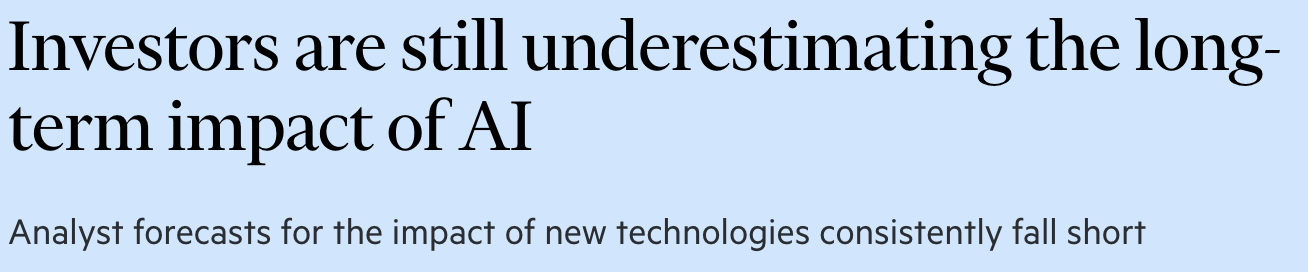 Investors are still underestimating the long-
term impact of AI
Analyst forecasts for the impact of new technologies consistently fall short